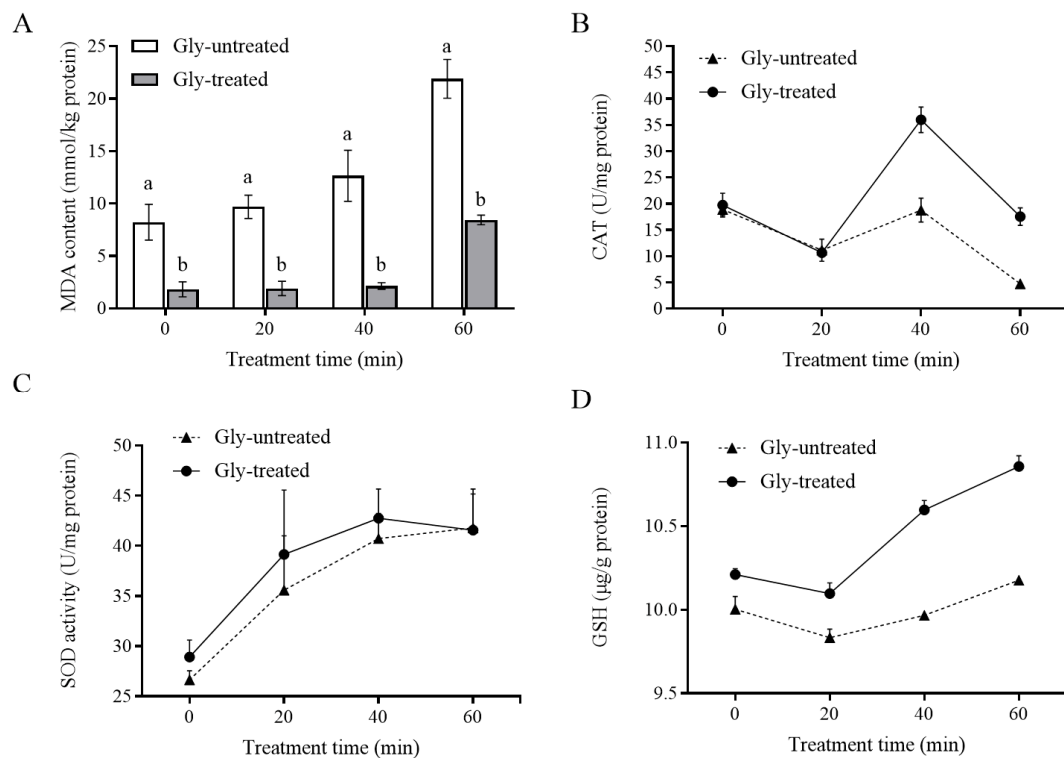 A
MDA content (mmol/kg protein)
25
20
15
10
5
0
Gly-untreated
Gly-treated
a
b
a
b
a
b
a
b
0
20
40
60
Treatment time (min)
B
CAT (U/mg protein)
50
45
40
35
30
25
20
15
10
5
0
Gly-untreated
Gly-treated
0
20
40
60
Treatment time (min)
C
SOD activity (U/mg protein)
50
45
40
35
30
25
Gly-untreated
Gly-treated
0
20
40
60
Treatment time (min)
D
GSH (μg/g protein)
11.0
10.5
10.0
9.5
Gly-untreated
Gly-treated
0
20
40
60
Treatment time (min)